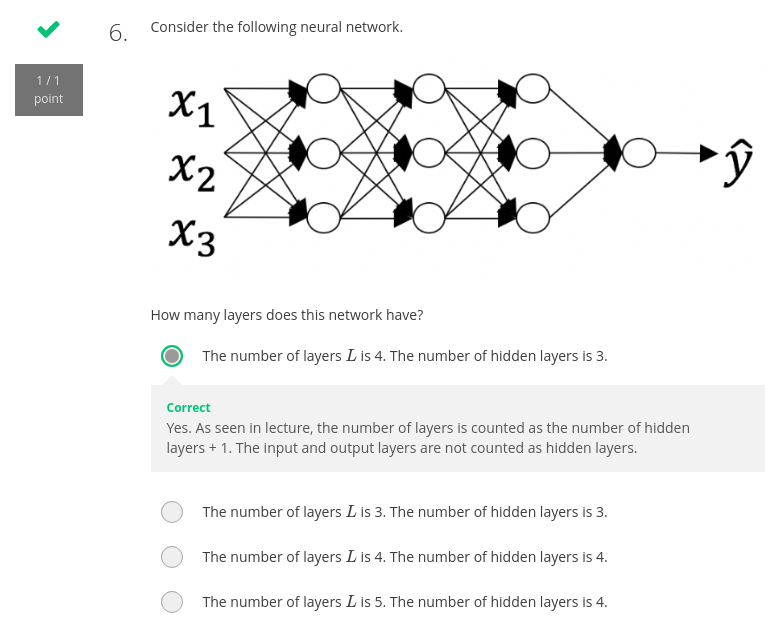 6. Consider the following neural network.
1 / 1
point
x1
x2
x3
ŷ
How many layers does this network have?
The number of layers L is 4. The number of hidden layers is 3.
Correct
Yes. As seen in lecture, the number of layers is counted as the number of hidden
layers + 1. The input and output layers are not counted as hidden layers.
The number of layers L is 3. The number of hidden layers is 3.
The number of layers L is 4. The number of hidden layers is 4.
The number of layers L is 5. The number of hidden layers is 4.